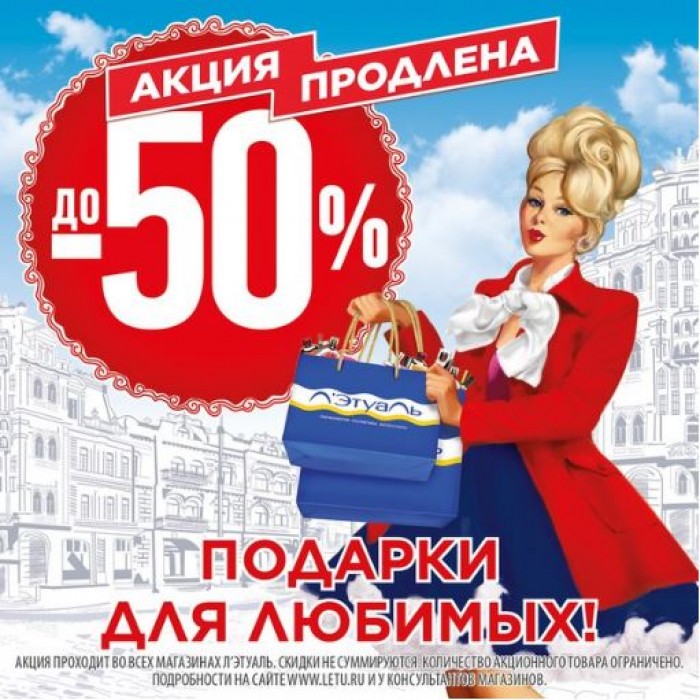 АКЦИЯ ПРОДЛЕНА
ДО
-50%
Л'ЭТУАЛЬ
ПОДАРКИ
ДЛЯ ЛЮБИМЫХ!
АКЦИЯ ПРОХОДИТ ВО ВСЕХ МАГАЗИНАХ Л'ЭТУАЛЬ. СКИДКИ НЕ СУММИРУЮТСЯ. КОЛИЧЕСТВО АКЦИОННОГО ТОВАРА ОГРАНИЧЕНО.
ПОДРОБНОСТИ НА САЙТЕ WWW.LETU.RU И У КОНСУЛЬТАНТОВ МАГАЗИНОВ.